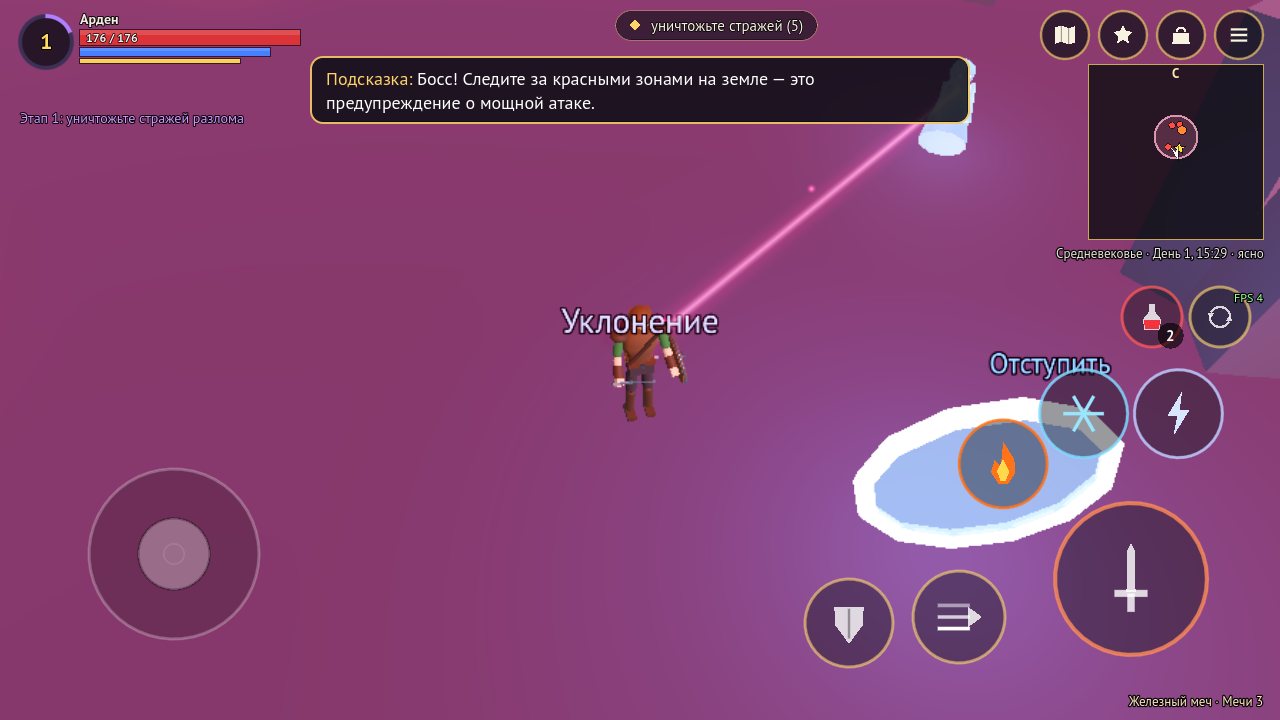 Арден
1
176 / 176
уничтожьте стражей (5)
Подсказка: Босс! Следите за красными зонами на земле — это
предупреждение о мощной атаке.
С
Этап 1: уничтожьте стражей разлома
Средневековье · День 1, 15:29 · ясно
FPS 4
2
Уклонение
Отступить
Железный меч · Мечи 3